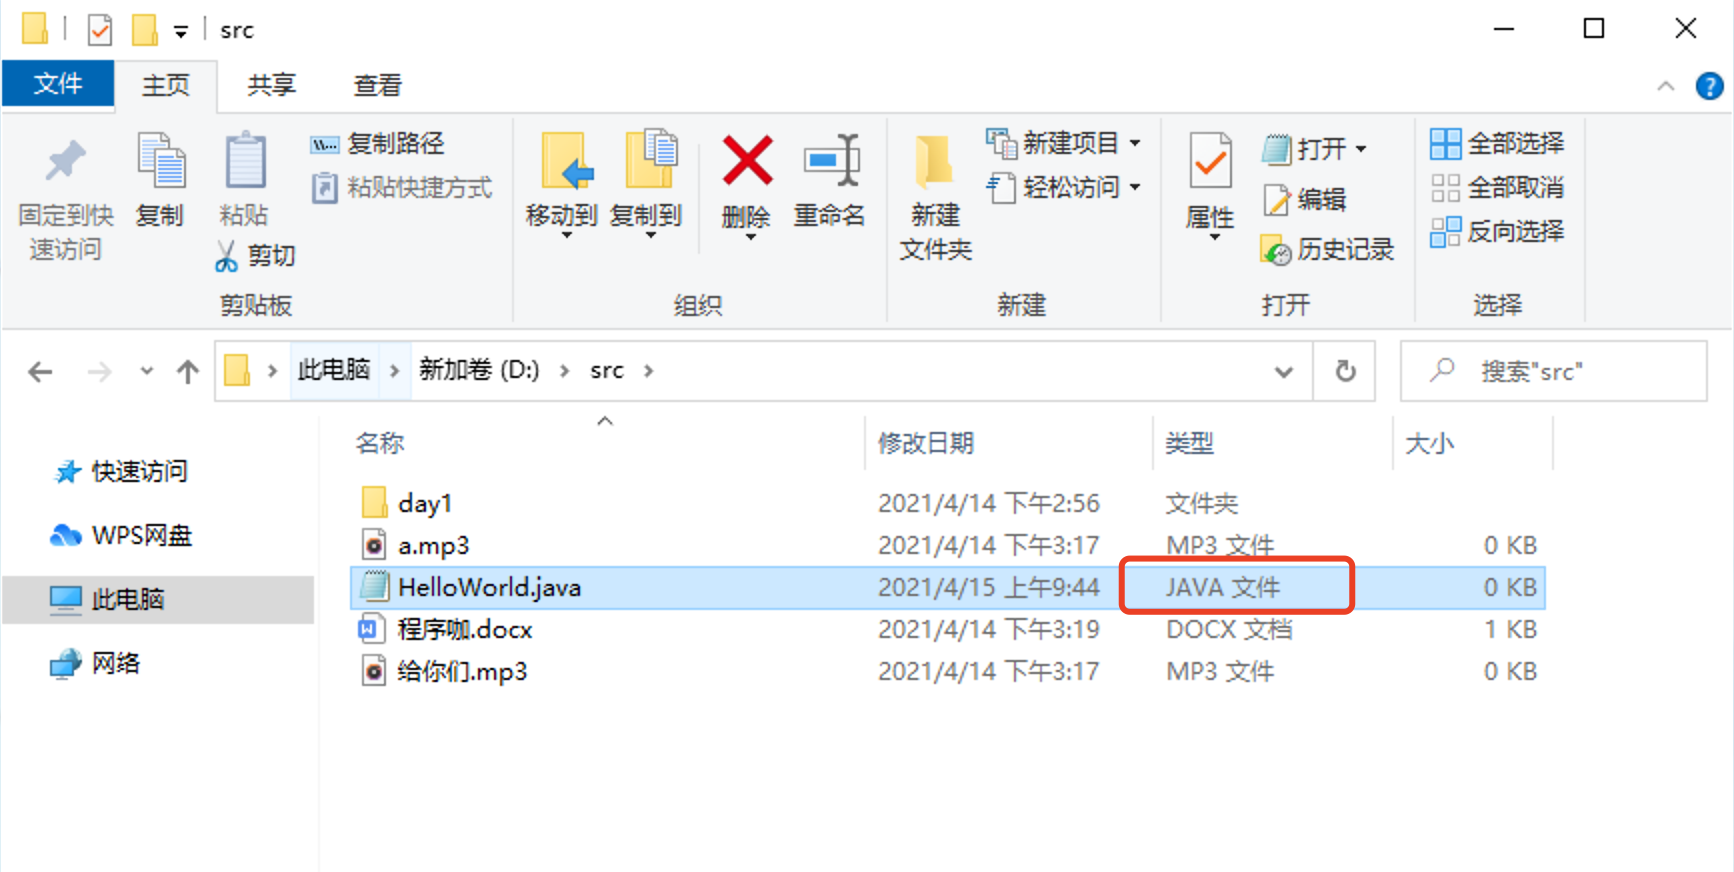 src
文件 主页 共享 查看
固定到快速访问
复制
粘贴
复制路径
粘贴快捷方式
剪切
剪贴板
移动到
复制到
删除
重命名
组织
新建
文件夹
新建项目
轻松访问
新建
属性
打开
编辑
历史记录
打开
全部选择
全部取消
反向选择
选择
此电脑 新加卷 (D:) src
搜索"src"
快速访问
WPS网盘
此电脑
网络
名称 修改日期 类型 大小
day1 2021/4/14 下午2:56 文件夹
a.mp3 2021/4/14 下午3:17 MP3 文件 0 KB
HelloWorld.java 2021/4/15 上午9:44 JAVA 文件 0 KB
程序咖.docx 2021/4/14 下午3:19 DOCX 文档 1 KB
给你们.mp3 2021/4/14 下午3:17 MP3 文件 0 KB